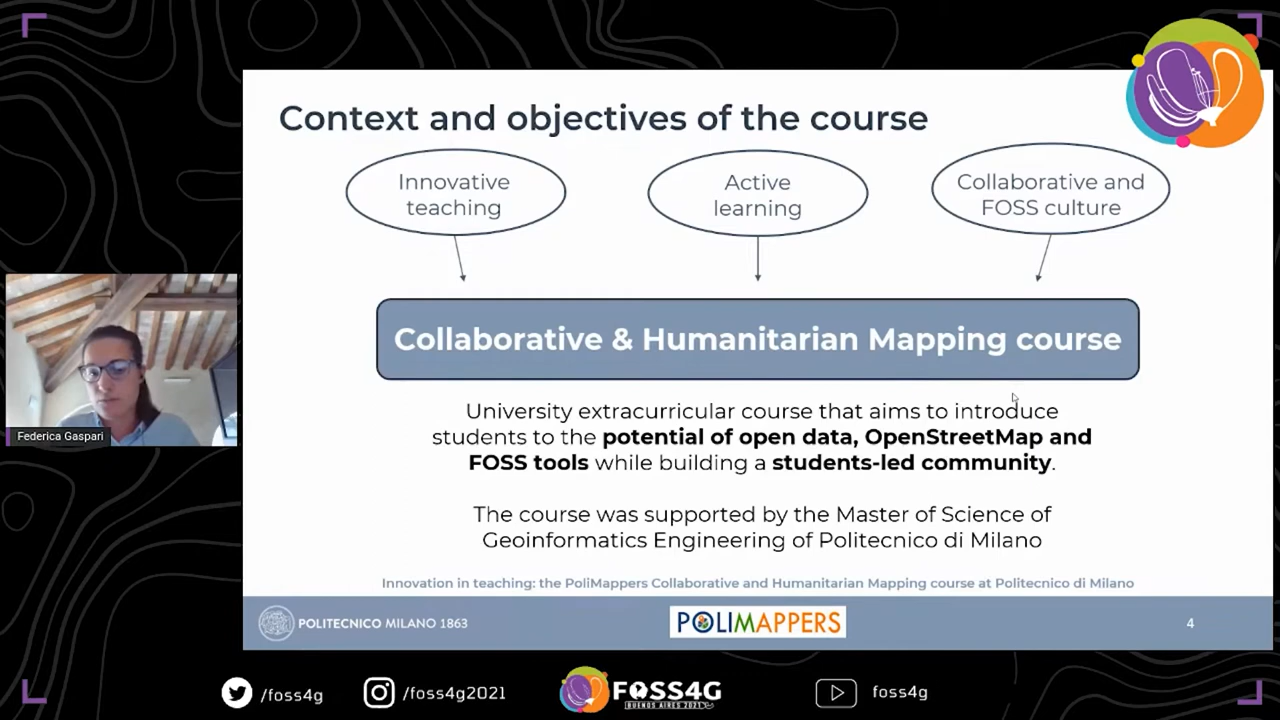 Context and objectives of the course
Innovative
teaching
Active
learning
Collaborative and
FOSS culture
Collaborative & Humanitarian Mapping course
University extracurricular course that aims to introduce
students to the potential of open data, OpenStreetMap and
FOSS tools while building a students-led community.
The course was supported by the Master of Science of
Geoinformatics Engineering of Politecnico di Milano
Innovation in teaching: the PoliMappers Collaborative and Humanitarian Mapping course at Politecnico di Milano
POLITECNICO MILANO 1863
POLIMAPPERS
4
Federica Gaspari
/foss4g
/foss4g2021
FOSS4G
BUENOS AIRES 2021
foss4g